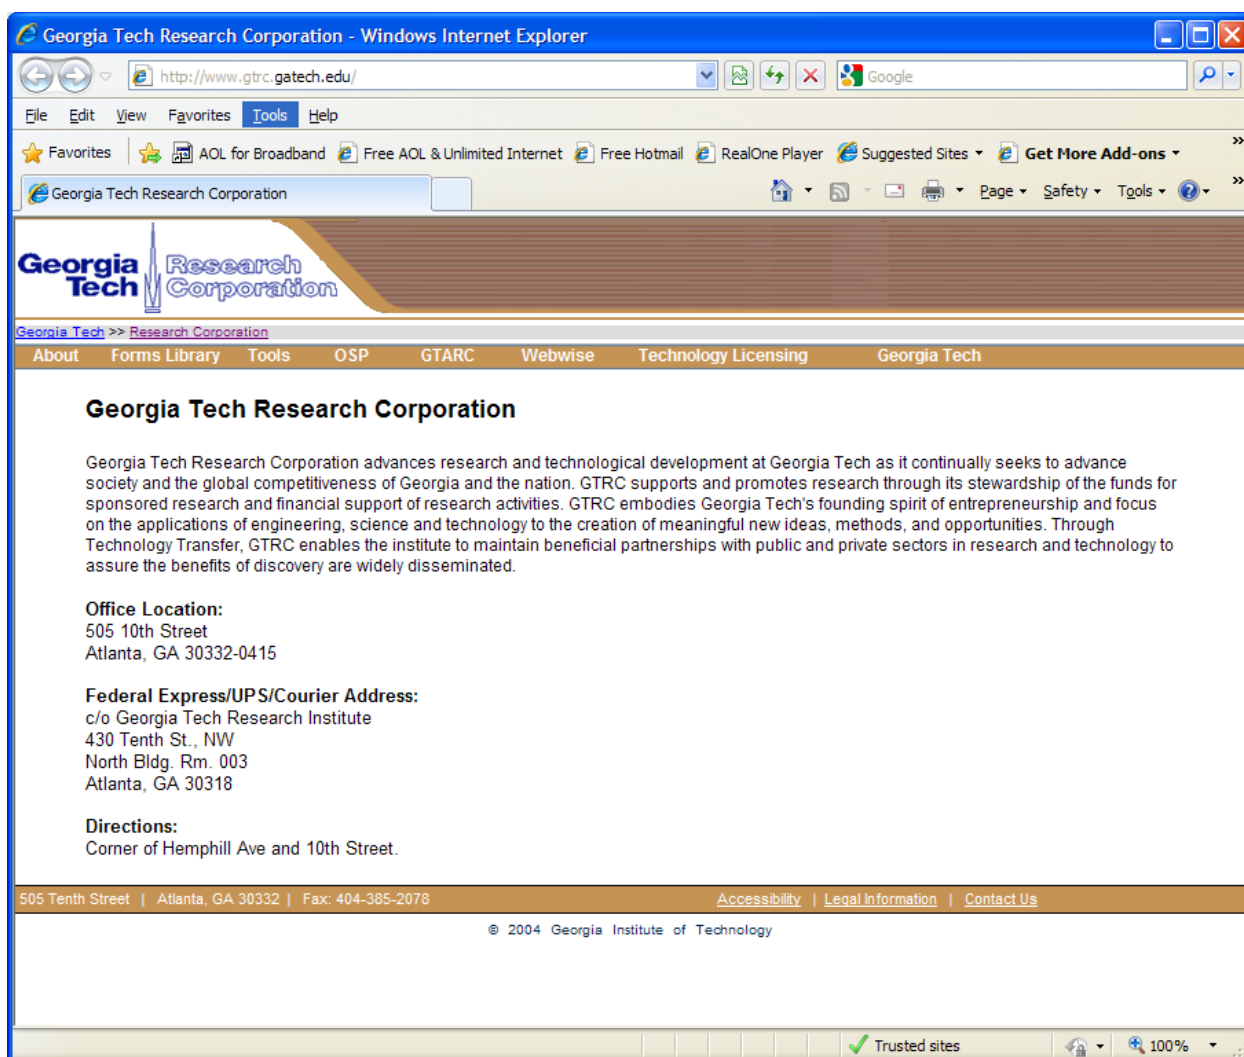 Georgia Tech Research Corporation - Windows Internet Explorer
http://www.gtrc.gatech.edu/
Google
File Edit View Favorites Tools Help
Favorites AOL for Broadband Free AOL & Unlimited Internet Free Hotmail RealOne Player Suggested Sites Get More Add-ons »
Georgia Tech Research Corporation Page Safety Tools »
Georgia Research
Tech Corporation
Georgia Tech >> Research Corporation
About Forms Library Tools OSP GTARC Webwise Technology Licensing Georgia Tech
Georgia Tech Research Corporation
Georgia Tech Research Corporation advances research and technological development at Georgia Tech as it continually seeks to advance
society and the global competitiveness of Georgia and the nation. GTRC supports and promotes research through its stewardship of the funds for
sponsored research and financial support of research activities. GTRC embodies Georgia Tech's founding spirit of entrepreneurship and focus
on the applications of engineering, science and technology to the creation of meaningful new ideas, methods, and opportunities. Through
Technology Transfer, GTRC enables the institute to maintain beneficial partnerships with public and private sectors in research and technology to
assure the benefits of discovery are widely disseminated.
Office Location:
505 10th Street
Atlanta, GA 30332-0415
Federal Express/UPS/Courier Address:
c/o Georgia Tech Research Institute
430 Tenth St., NW
North Bldg. Rm. 003
Atlanta, GA 30318
Directions:
Corner of Hemphill Ave and 10th Street.
505 Tenth Street | Atlanta, GA 30332 | Fax: 404-385-2078 Accessibility | Legal Information | Contact Us
© 2004 Georgia Institute of Technology
Trusted sites 100%